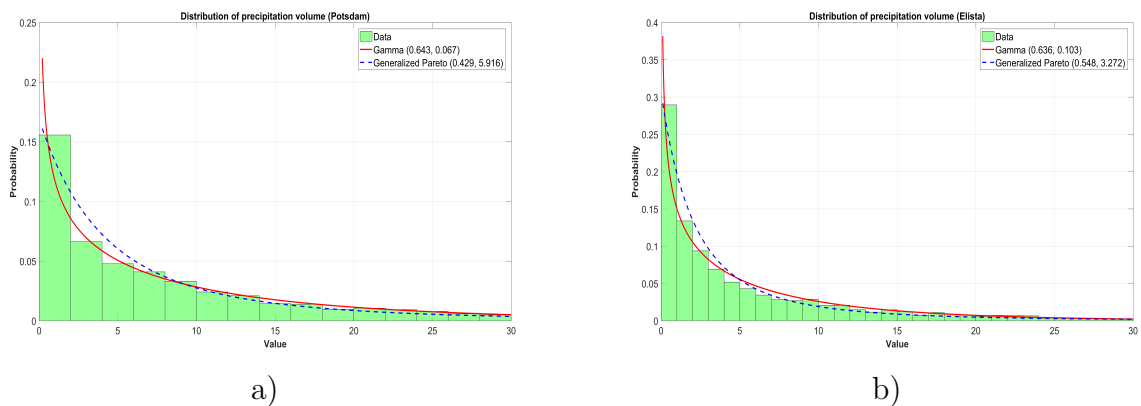 Distribution of precipitation volume (Potsdam)
0.25
0.2
0.15
0.1
0.05
0
Probability
Data
Gamma (0.643, 0.067)
Generalized Pareto (0.429, 5.916)
0 5 10 15 20 25 30
Value
a)
Distribution of precipitation volume (Elista)
0.4
0.35
0.3
0.25
0.2
0.15
0.1
0.05
0
Probability
Data
Gamma (0.636, 0.103)
Generalized Pareto (0.548, 3.272)
0 5 10 15 20 25 30
Value
b)